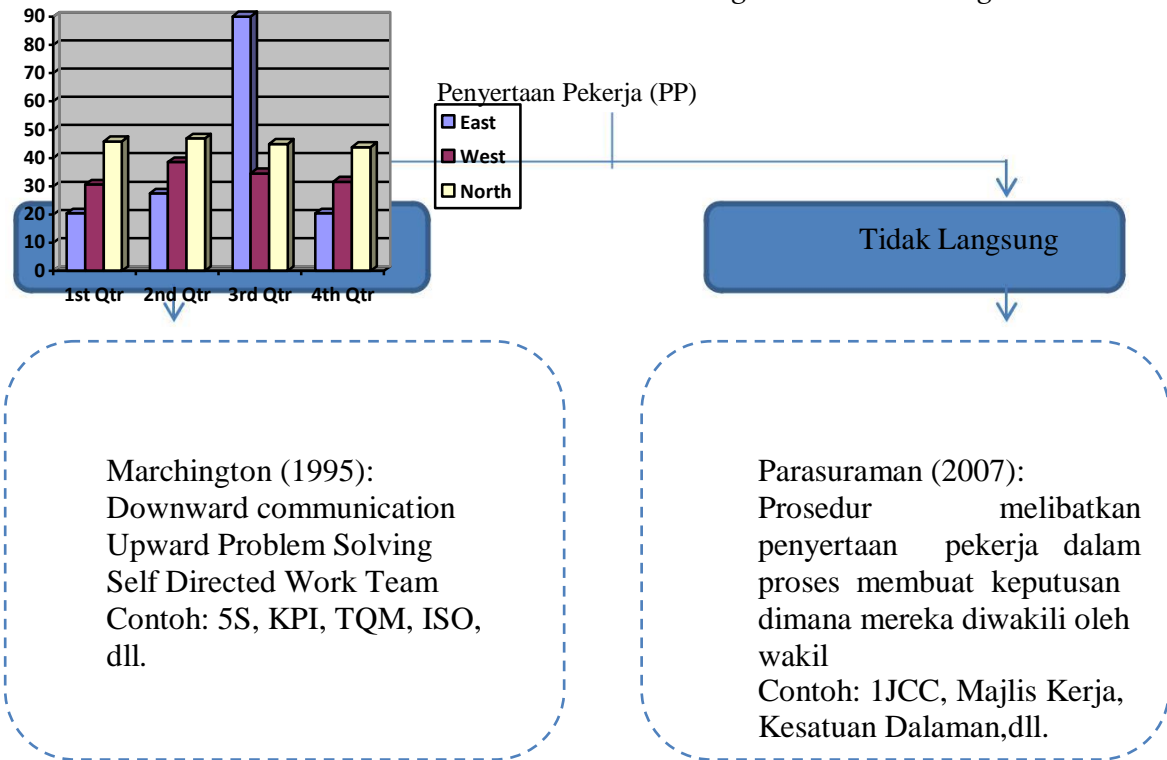 90
80
70
60
50
40
30
20
10
0
1st Qtr 2nd Qtr 3rd Qtr 4th Qtr
Penyertaan Pekerja (PP)
East
West
North
Tidak Langsung
Marchington (1995):
Downward communication
Upward Problem Solving
Self Directed Work Team
Contoh: 5S, KPI, TQM, ISO,
dll.
Parasuraman (2007):
Prosedur melibatkan
penyertaan pekerja dalam
proses membuat keputusan
dimana mereka diwakili oleh
wakil
Contoh: 1JCC, Majlis Kerja,
Kesatuan Dalaman,dll.